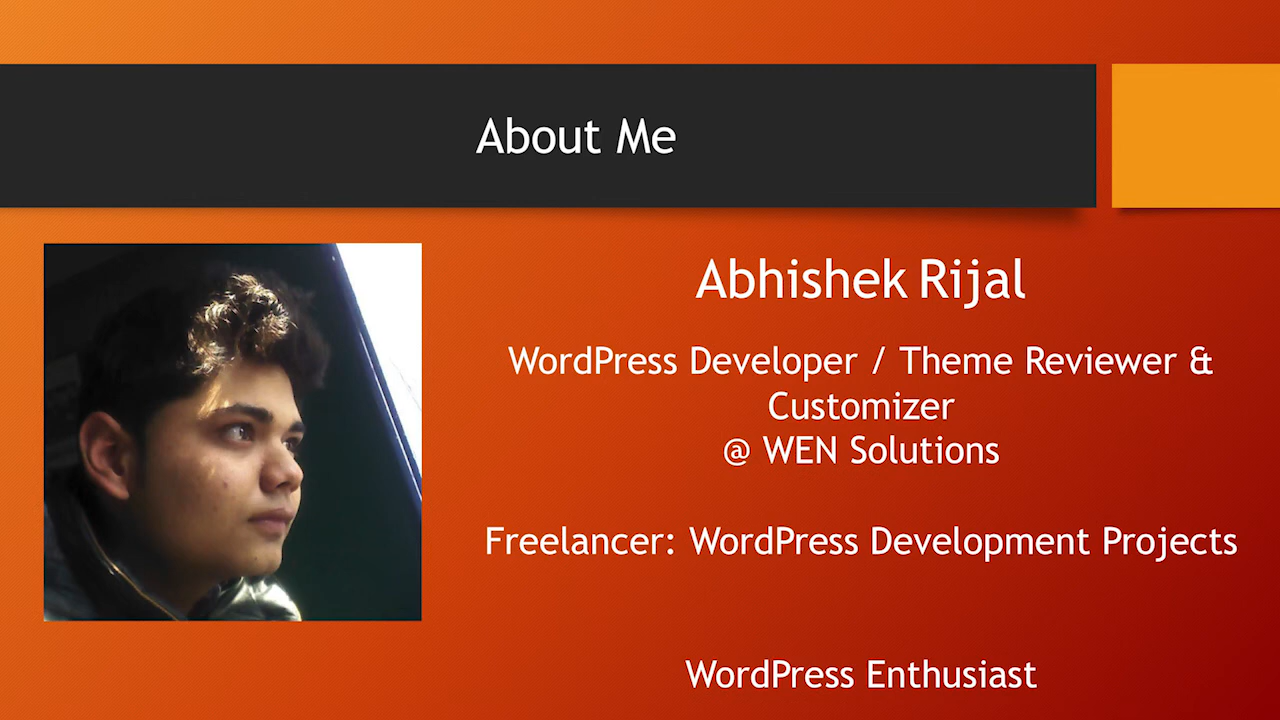 About Me
Abhishek Rijal
WordPress Developer / Theme Reviewer &
Customizer
@ WEN Solutions
Freelancer: WordPress Development Projects
WordPress Enthusiast